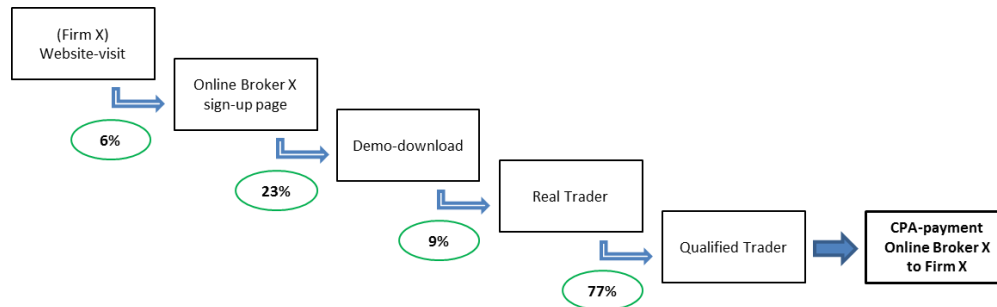 (Firm X)
Website-visit
6%
Online Broker X
sign-up page
23%
Demo-download
9%
Real Trader
77%
Qualified Trader
CPA-payment
Online Broker X
to Firm X